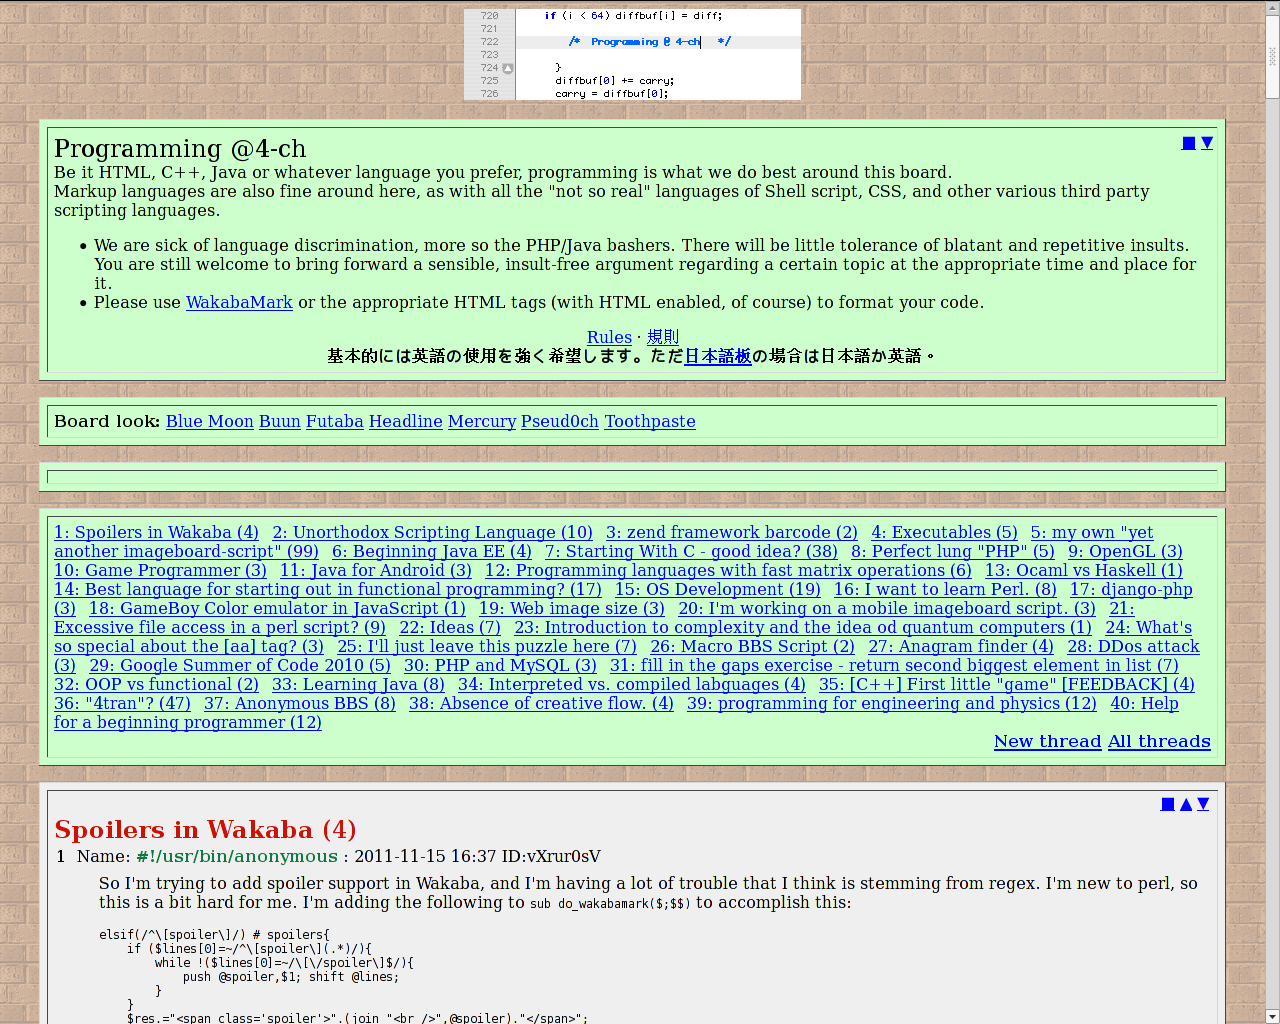 720 if (i < 64) diffbuf[i] = diff;
721
722 /* Programming @ 4-ch */
723
724 }
725 diffbuf[0] += carry;
726 carry = diffbuf[0];
■ ▼
Programming @4-ch
Be it HTML, C++, Java or whatever language you prefer, programming is what we do best around this board.
Markup languages are also fine around here, as with all the "not so real" languages of Shell script, CSS, and other various third party
scripting languages.
• We are sick of language discrimination, more so the PHP/Java bashers. There will be little tolerance of blatant and repetitive insults.
You are still welcome to bring forward a sensible, insult-free argument regarding a certain topic at the appropriate time and place for
it.
• Please use WakabaMark or the appropriate HTML tags (with HTML enabled, of course) to format your code.
Rules · 規則
基本的には英語の使用を強く希望します。ただ日本語板の場合は日本語か英語。
Board look: Blue Moon Buun Futaba Headline Mercury Pseud0ch Toothpaste
1: Spoilers in Wakaba (4) 2: Unorthodox Scripting Language (10) 3: zend framework barcode (2) 4: Executables (5) 5: my own "yet
another imageboard-script" (99) 6: Beginning Java EE (4) 7: Starting With C - good idea? (38) 8: Perfect lung "PHP" (5) 9: OpenGL (3)
10: Game Programmer (3) 11: Java for Android (3) 12: Programming languages with fast matrix operations (6) 13: Ocaml vs Haskell (1)
14: Best language for starting out in functional programming? (17) 15: OS Development (19) 16: I want to learn Perl. (8) 17: django-php
(3) 18: GameBoy Color emulator in JavaScript (1) 19: Web image size (3) 20: I'm working on a mobile imageboard script. (3) 21:
Excessive file access in a perl script? (9) 22: Ideas (7) 23: Introduction to complexity and the idea od quantum computers (1) 24: What's
so special about the [aa] tag? (3) 25: I'll just leave this puzzle here (7) 26: Macro BBS Script (2) 27: Anagram finder (4) 28: DDos attack
(3) 29: Google Summer of Code 2010 (5) 30: PHP and MySQL (3) 31: fill in the gaps exercise - return second biggest element in list (7)
32: OOP vs functional (2) 33: Learning Java (8) 34: Interpreted vs. compiled labguages (4) 35: [C++] First little "game" [FEEDBACK] (4)
36: "4tran"? (47) 37: Anonymous BBS (8) 38: Absence of creative flow. (4) 39: programming for engineering and physics (12) 40: Help
for a beginning programmer (12)
New thread All threads
■ ▲ ▼
Spoilers in Wakaba (4)
1 Name: #!/usr/bin/anonymous : 2011-11-15 16:37 ID:vXrur0sV
So I'm trying to add spoiler support in Wakaba, and I'm having a lot of trouble that I think is stemming from regex. I'm new to perl, so
this is a bit hard for me. I'm adding the following to sub do_wakabamark($;$$) to accomplish this:
elsif(/^\[spoiler\]/) # spoilers{
if ($lines[0]=~/^\[spoiler\](.*)/){
while !($lines[0]=~/\[\/spoiler\]$/){
push @spoiler,$1; shift @lines;
}
}
$res.="<span class='spoiler'>".(join "<br />",@spoiler)."</span>";